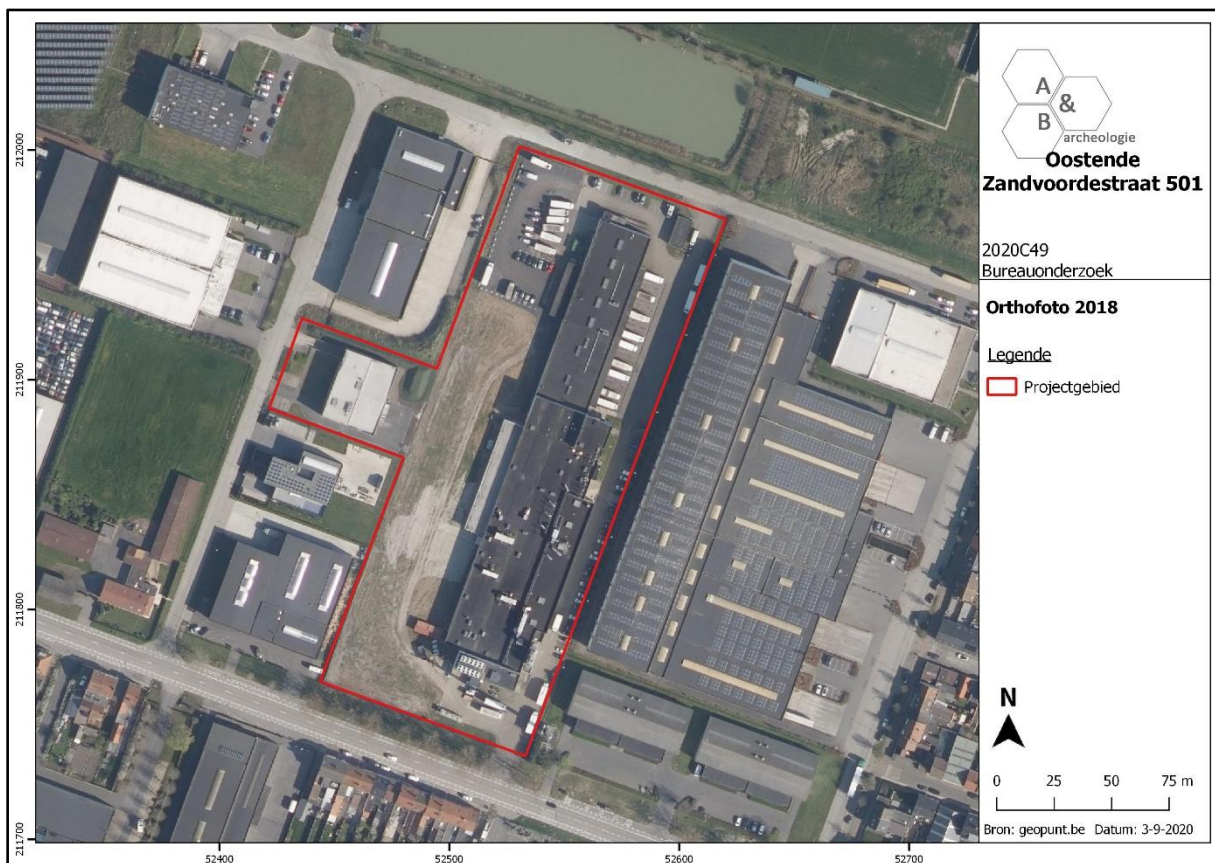 A
&
B
archeologie
Oostende
Zandvoordestraat 501
2020C49
Bureauonderzoek
Orthofoto 2018
Legende
Projectgebied
N
0 25 50 75 m
Bron: geopunt.be Datum: 3-9-2020
212000
211900
211800
211700
52400 52500 52600 52700